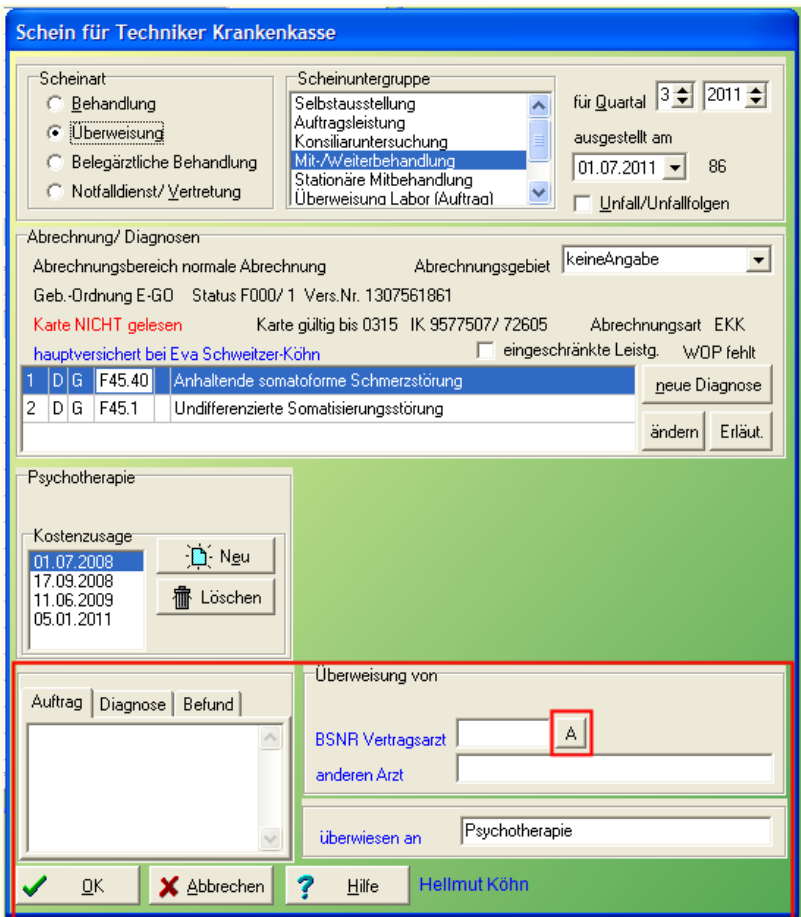 Schein für Techniker Krankenkasse
Scheinart
Behandlung
Überweisung
Belegärztliche Behandlung
Notfalldienst/ Vertretung
Scheinuntergruppe
Selbstausstellung
Auftragsleistung
Konsiliaruntersuchung
Mit-/Weiterbehandlung
Stationäre Mitbehandlung
Überweisung Labor (Auftrag)
für Quartal 3 2011
ausgestellt am
01.07.2011 86
Unfall/Unfallfolgen
Abrechnung/ Diagnosen
Abrechnungsbereich normale Abrechnung Abrechnungsgebiet keineAngabe
Geb.-Ordnung E-GO Status F000/ 1 Vers.Nr. 1307561861
Karte NICHT gelesen Karte gültig bis 0315 IK 9577507/ 72605 Abrechnungsart EKK
hauptversichert bei Eva Schweitzer-Köhn eingeschränkte Leistg. WOP fehlt
1 D G F45.40 Anhaltende somatoforme Schmerzstörung
2 D G F45.1 Undifferenzierte Somatisierungsstörung
neue Diagnose
ändern Erläut.
Psychotherapie
Kostenzusage
01.07.2008
17.09.2008
11.06.2009
05.01.2011
Neu
Löschen
Auftrag Diagnose Befund
Überweisung von
BSNR Vertragsarzt A
anderen Arzt
überwiesen an Psychotherapie
OK Abbrechen ? Hilfe Hellmut Köhn